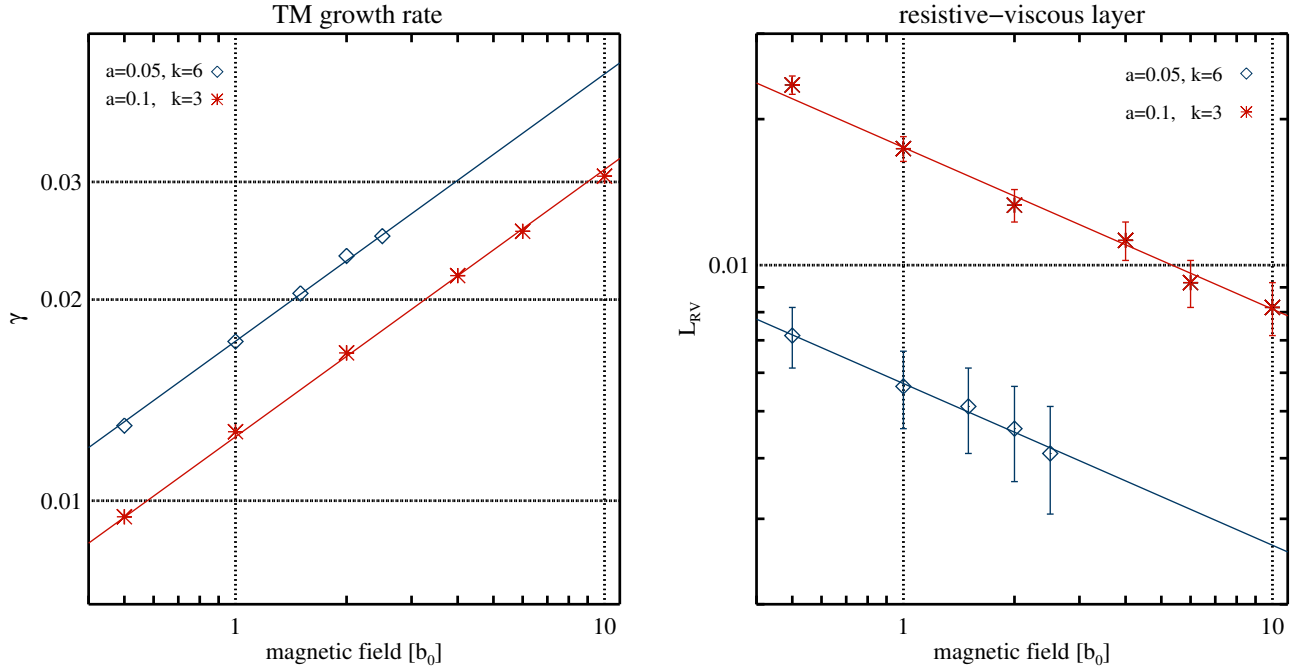 TM growth rate
a=0.05, k=6
a=0.1, k=3
0.03
0.02
0.01
γ
1
10
magnetic field [b₀]
resistive−viscous layer
a=0.05, k=6
a=0.1, k=3
0.01
L_RV
1
10
magnetic field [b₀]